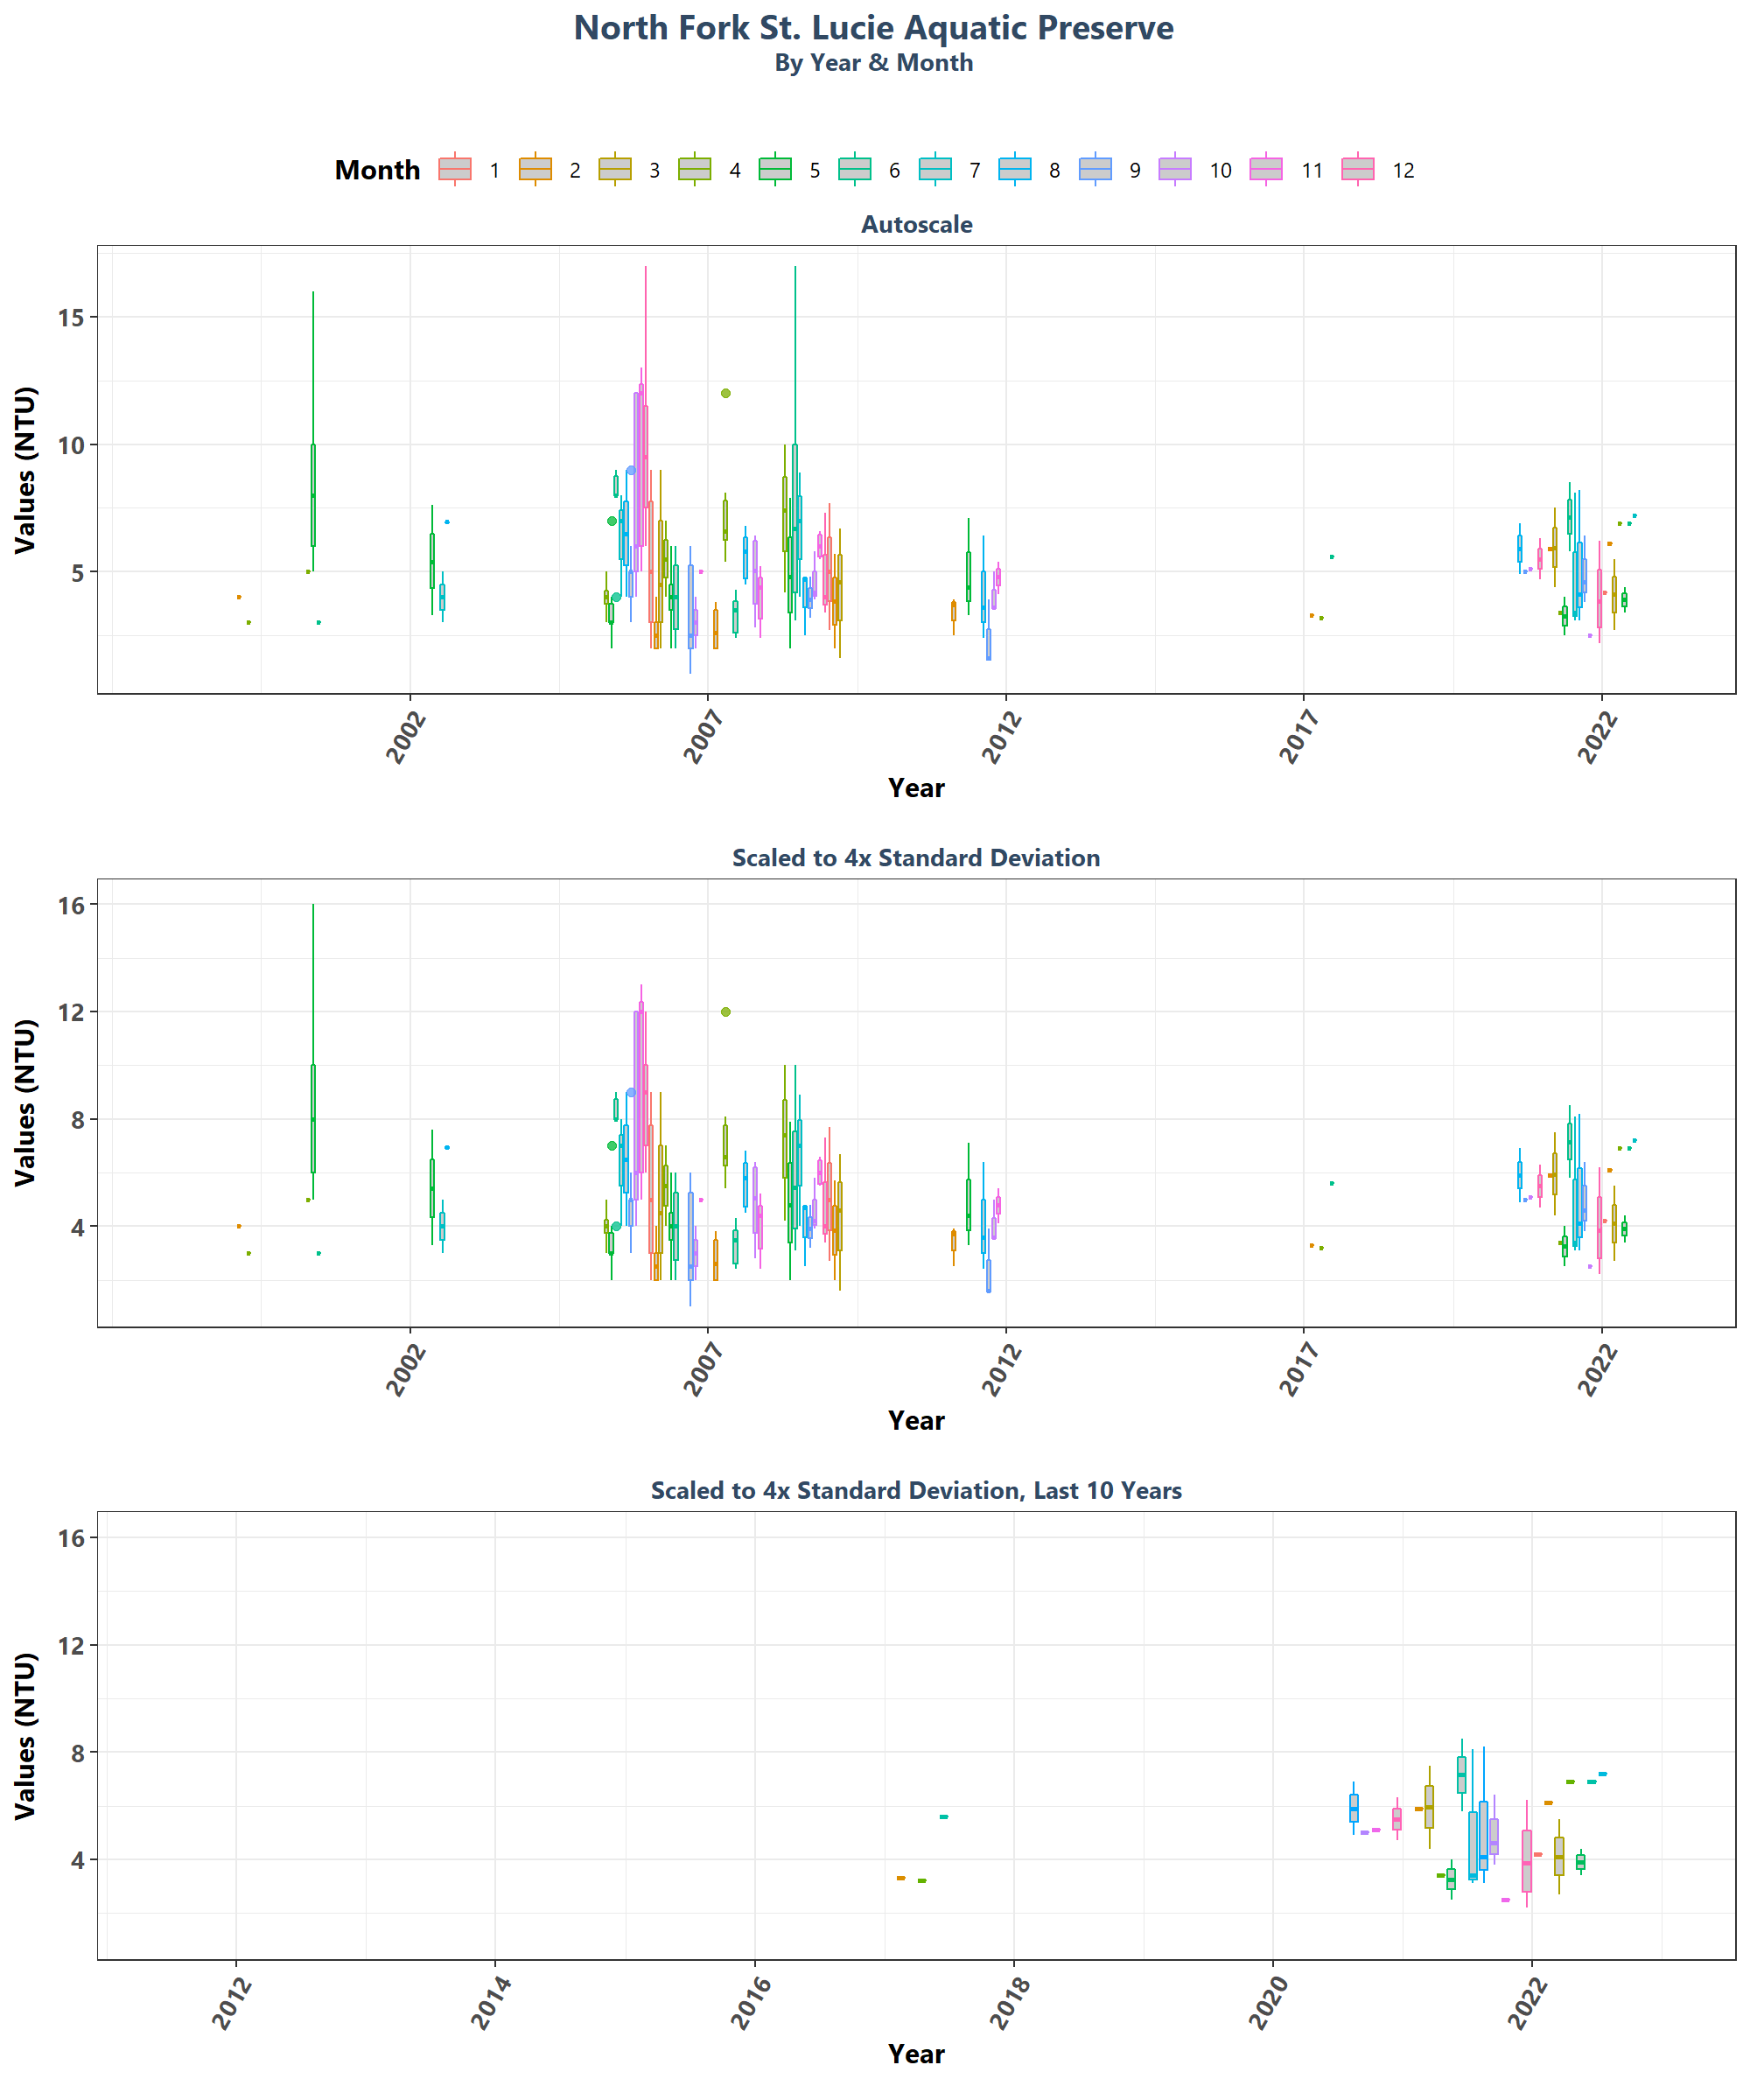 North Fork St. Lucie Aquatic Preserve
By Year & Month
Month 1 2 3 4 5 6 7 8 9 10 11 12
Autoscale
Values (NTU)
15
10
5
2002 2007 2012 2017 2022
Year
Scaled to 4x Standard Deviation
Values (NTU)
16
12
8
4
2002 2007 2012 2017 2022
Year
Scaled to 4x Standard Deviation, Last 10 Years
Values (NTU)
16
12
8
4
2012 2014 2016 2018 2020 2022
Year